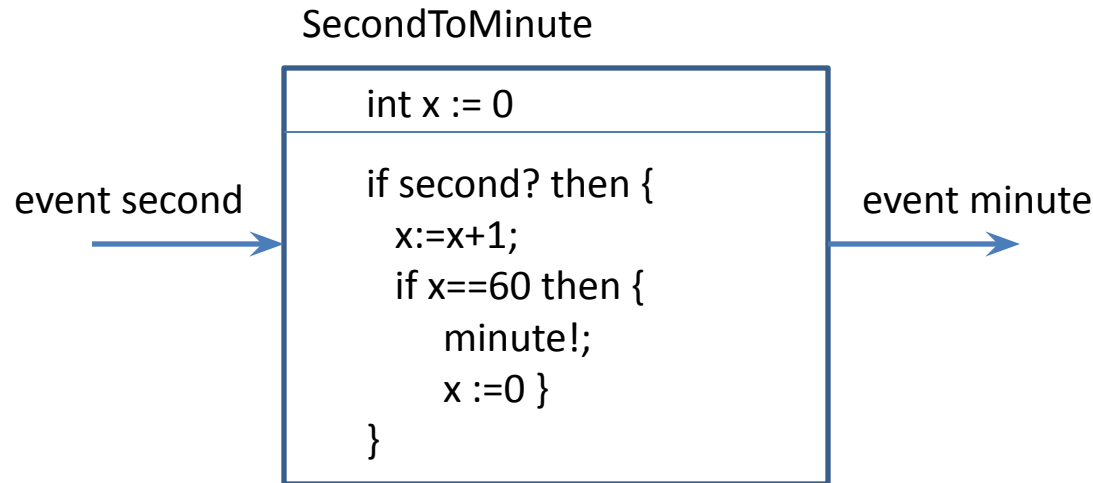 SecondToMinute
int x := 0
event second
if second? then {
x:=x+1;
if x==60 then {
minute!;
x :=0 }
}
event minute